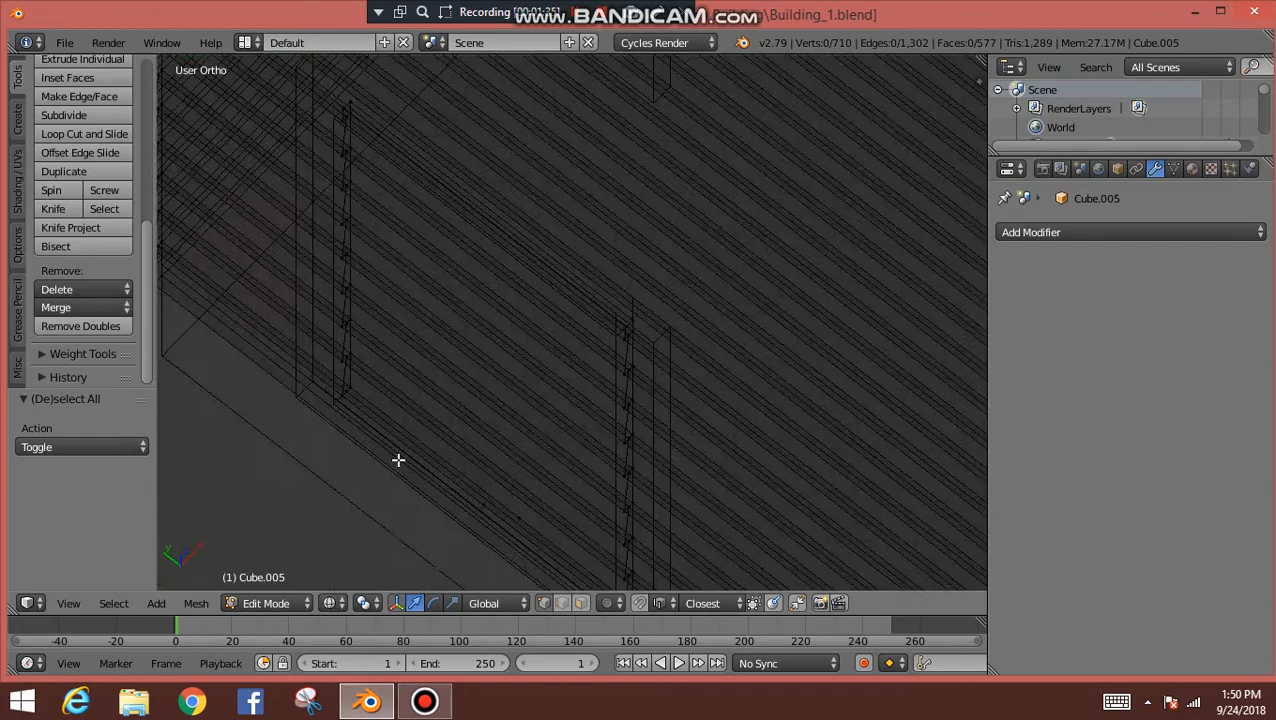 Recording [00:01:25]
www.BANDICAM.com
Building\Building_1.blend]
File
Render
Window
Help
Default
Scene
Cycles Render
v2.79 | Verts:0/710 | Edges:0/1,302 | Faces:0/577 | Tris:1,289 | Mem:27.17M | Cube.005
Extrude Individual
Inset Faces
Make Edge/Face
Subdivide
Loop Cut and Slide
Offset Edge Slide
Duplicate
Spin
Screw
Knife
Select
Knife Project
Bisect
Remove:
Delete
Merge
Remove Doubles
Weight Tools
History
(De)select All
Action
Toggle
Tools
Create
Shading / UVs
Options
Grease Pencil
Misc
User Ortho
(1) Cube.005
View
Search
All Scenes
Scene
RenderLayers
World
Cube.005
Add Modifier
View
Select
Add
Mesh
Edit Mode
Global
Closest
-40 -20 0 20 40 60 80 100 120 140 160 180 200 220 240 260
View
Marker
Frame
Playback
Start: 1
End: 250
1
No Sync
1:50 PM
9/24/2018